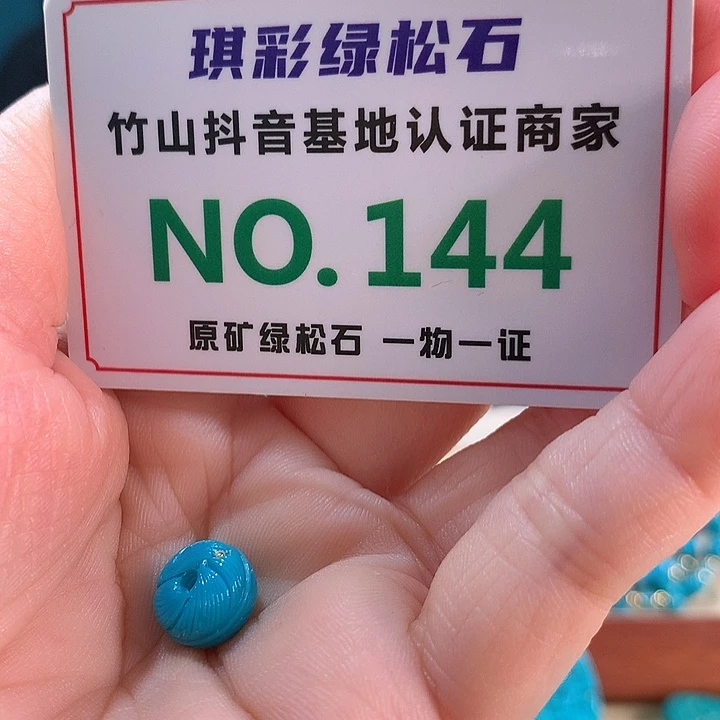 琪彩绿松石
竹山抖音基地认证商家
NO.144
原矿绿松石 一物一证